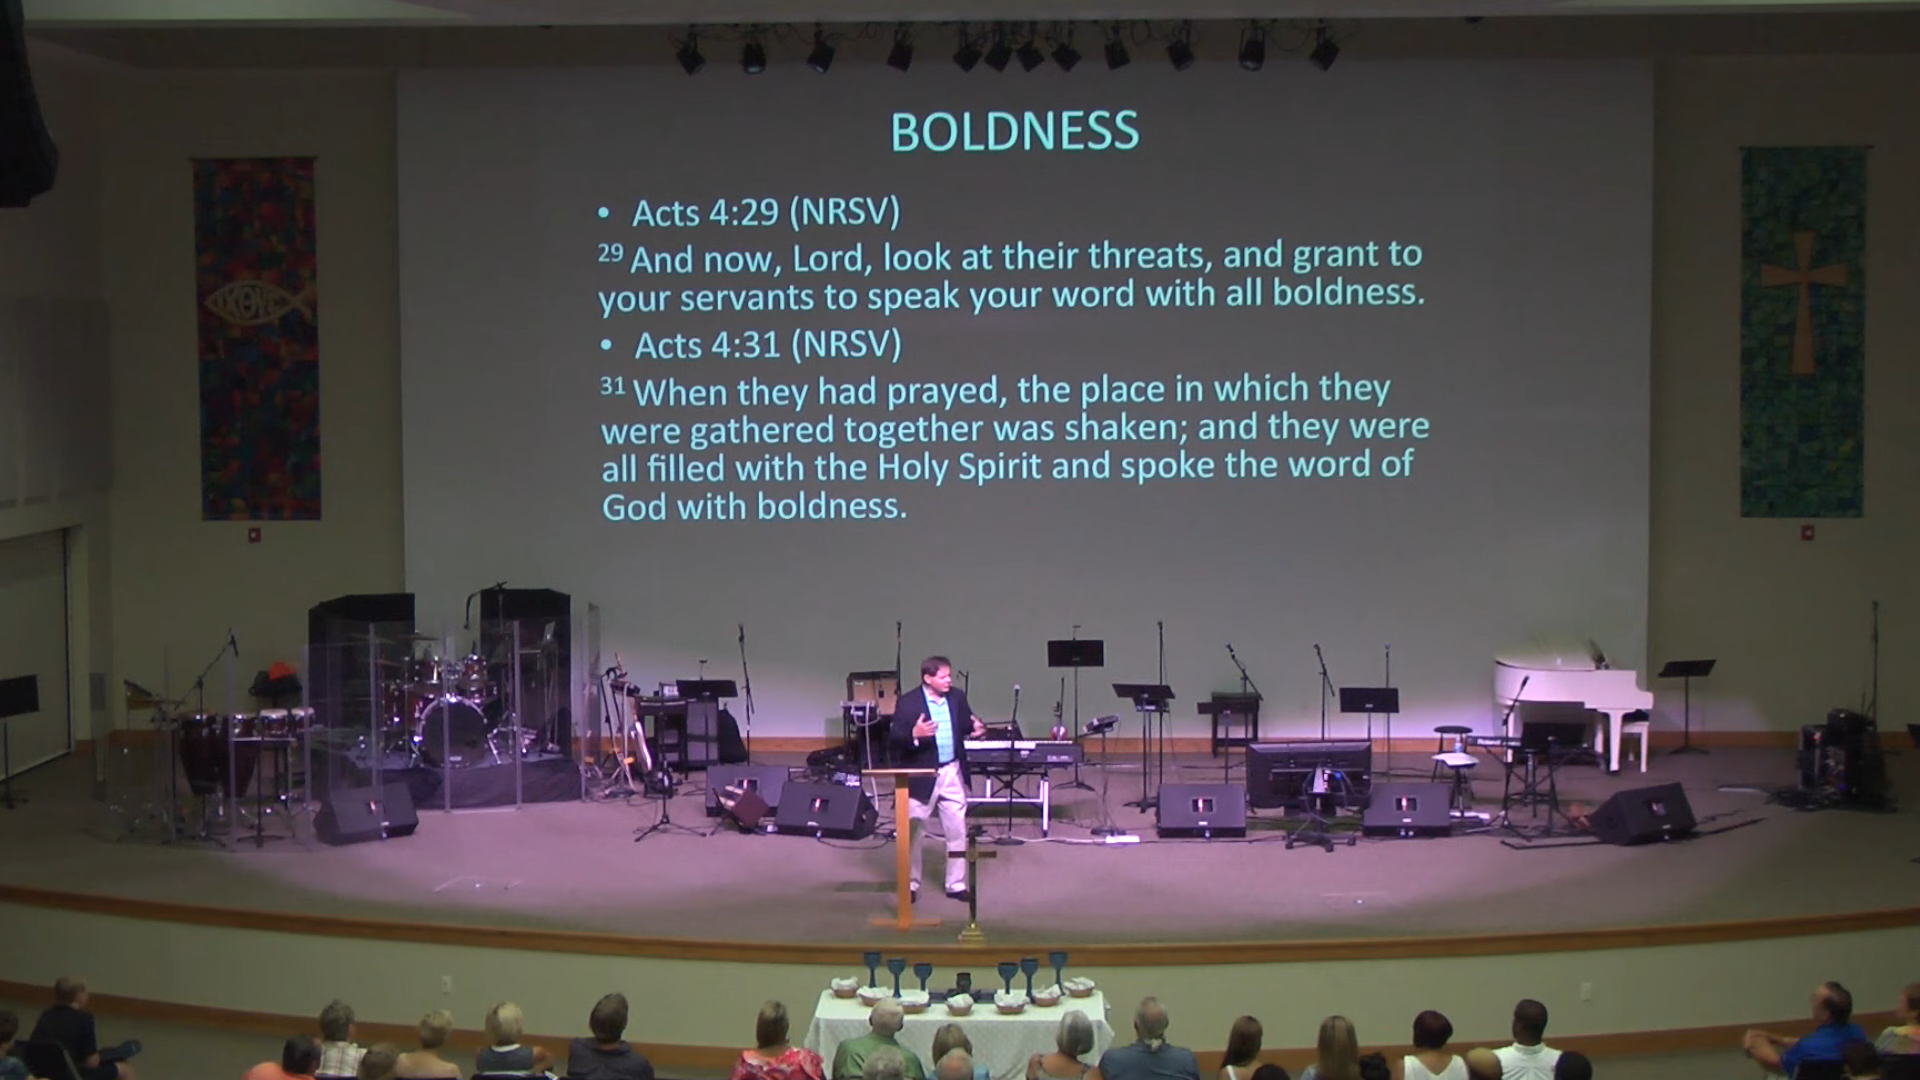 BOLDNESS
• Acts 4:29 (NRSV)
29 And now, Lord, look at their threats, and grant to
your servants to speak your word with all boldness.
• Acts 4:31 (NRSV)
31 When they had prayed, the place in which they
were gathered together was shaken; and they were
all filled with the Holy Spirit and spoke the word of
God with boldness.
ΙΧΘΥΣ
Roland